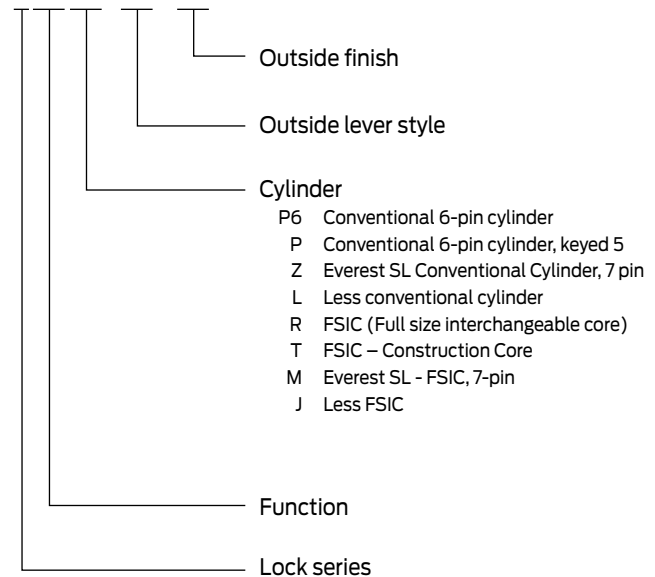 Outside finish
Outside lever style
Cylinder
P6 Conventional 6-pin cylinder
P Conventional 6-pin cylinder, keyed 5
Z Everest SL Conventional Cylinder, 7 pin
L Less conventional cylinder
R FSIC (Full size interchangeable core)
T FSIC – Construction Core
M Everest SL - FSIC, 7-pin
J Less FSIC
Function
Lock series